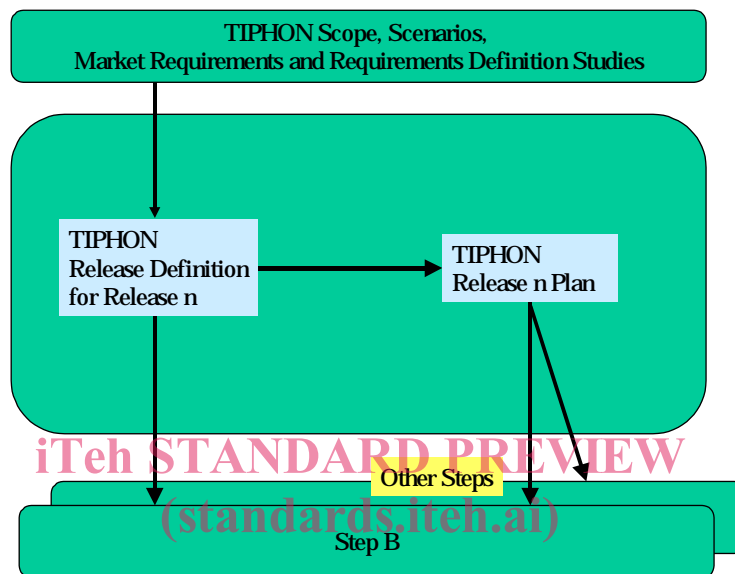 TIPHON Scope, Scenarios,
Market Requirements and Requirements Definition Studies
TIPHON
Release Definition
for Release n
TIPHON
Release n Plan
iTeh STANDARD PREVIEW
Other Steps
(standards.iteh.ai)
Step B